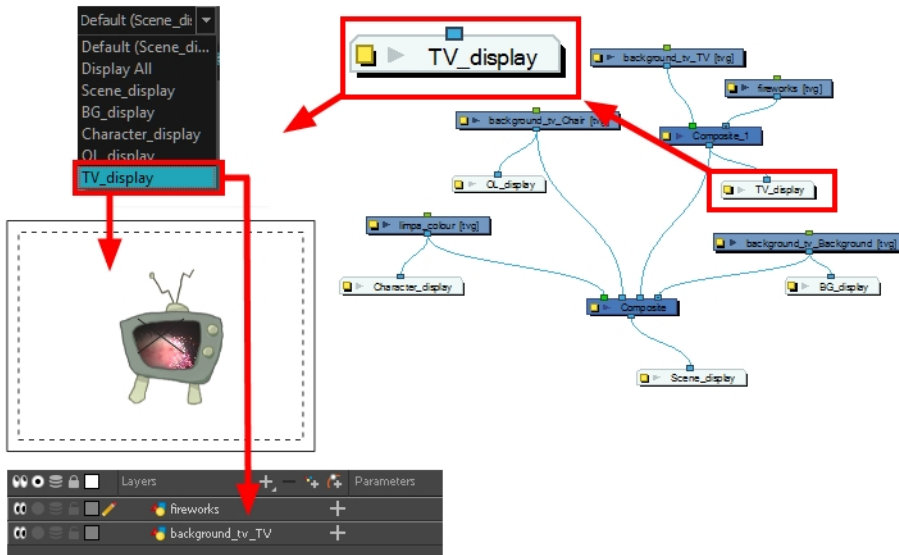 Default (Scene_di
Default (Scene_di...
Display All
Scene_display
BG_display
Character_display
OL_display
TV_display
TV_display
background_tv_TV [tvg]
fireworks [tvg]
background_tv_Chair [tvg]
Composite_1
OL_display
TV_display
limpa_colour [tvg]
background_tv_Background [tvg]
Character_display
BG_display
Composite
Scene_display
Layers
Parameters
fireworks
background_tv_TV